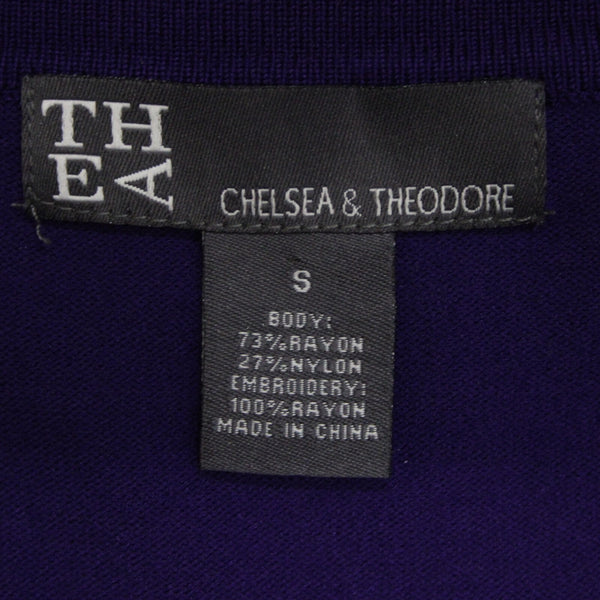 TH
EA
CHELSEA & THEODORE
S
BODY:
73%RAYON
27%NYLON
EMBROIDERY:
100%RAYON
MADE IN CHINA